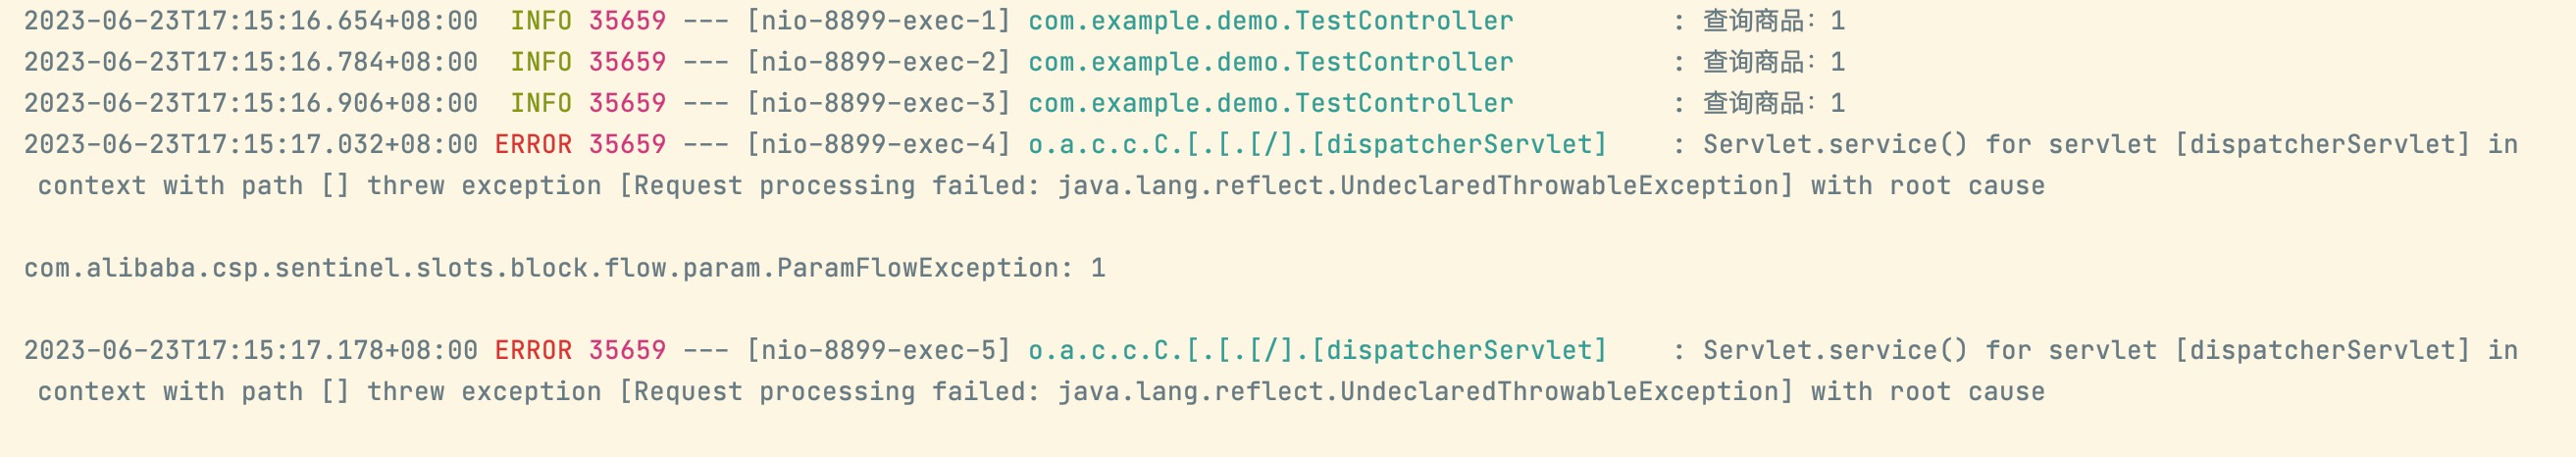 2023-06-23T17:15:16.654+08:00  INFO 35659 --- [nio-8899-exec-1] com.example.demo.TestController          : 查询商品：1
2023-06-23T17:15:16.784+08:00  INFO 35659 --- [nio-8899-exec-2] com.example.demo.TestController          : 查询商品：1
2023-06-23T17:15:16.906+08:00  INFO 35659 --- [nio-8899-exec-3] com.example.demo.TestController          : 查询商品：1
2023-06-23T17:15:17.032+08:00 ERROR 35659 --- [nio-8899-exec-4] o.a.c.c.C.[.[.[/].[dispatcherServlet]    : Servlet.service() for servlet [dispatcherServlet] in
context with path [] threw exception [Request processing failed: java.lang.reflect.UndeclaredThrowableException] with root cause
com.alibaba.csp.sentinel.slots.block.flow.param.ParamFlowException: 1
2023-06-23T17:15:17.178+08:00 ERROR 35659 --- [nio-8899-exec-5] o.a.c.c.C.[.[.[/].[dispatcherServlet]    : Servlet.service() for servlet [dispatcherServlet] in
context with path [] threw exception [Request processing failed: java.lang.reflect.UndeclaredThrowableException] with root cause